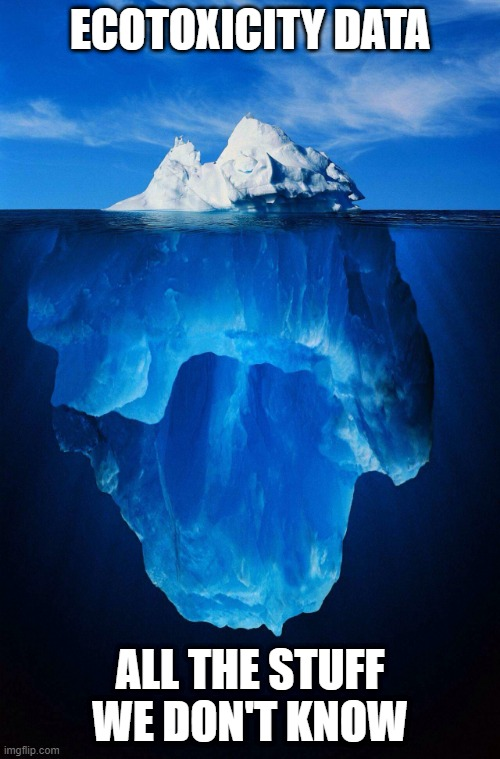 ECOTOXICITY DATA
ALL THE STUFF
WE DON'T KNOW
imgflip.com